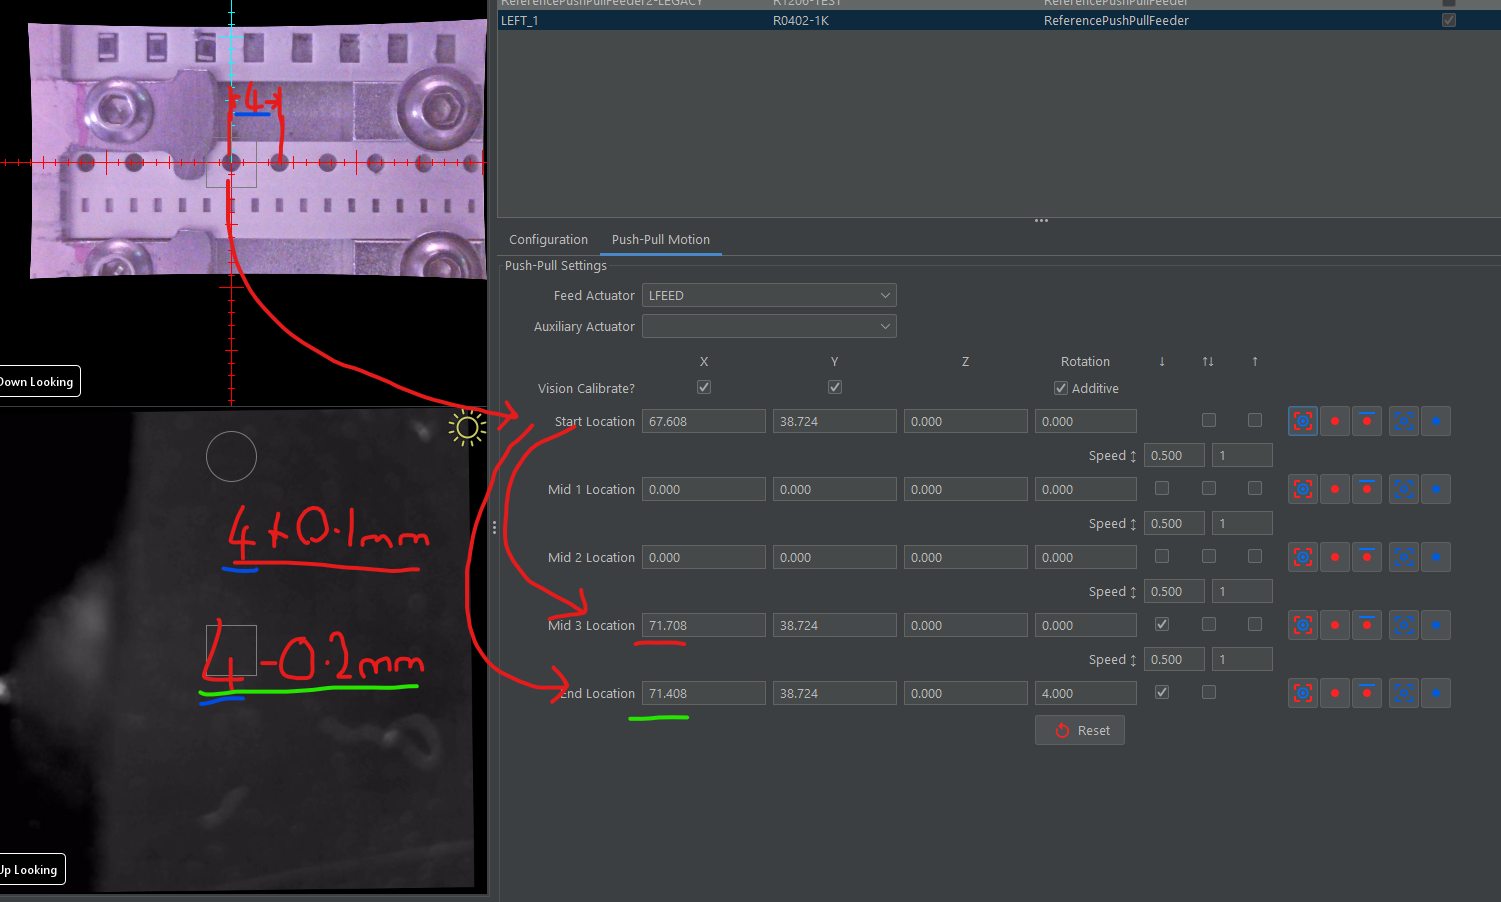 ReferencePushPullFeeder2-LEGACY R1206-TEST ReferencePushPullFeeder
LEFT_1 R0402-1K ReferencePushPullFeeder
4
Configuration Push-Pull Motion
Push-Pull Settings
Feed Actuator LFEED
Auxiliary Actuator
X Y Z Rotation ↓ ↑↓ ↑
Vision Calibrate? Additive
Start Location 67.608 38.724 0.000 0.000
Speed ↕ 0.500 1
Mid 1 Location 0.000 0.000 0.000 0.000
Speed ↕ 0.500 1
Mid 2 Location 0.000 0.000 0.000 0.000
Speed ↕ 0.500 1
Mid 3 Location 71.708 38.724 0.000 0.000
Speed ↕ 0.500 1
End Location 71.408 38.724 0.000 4.000
Reset
Down Looking
4+0.1mm
4-0.2mm
Up Looking